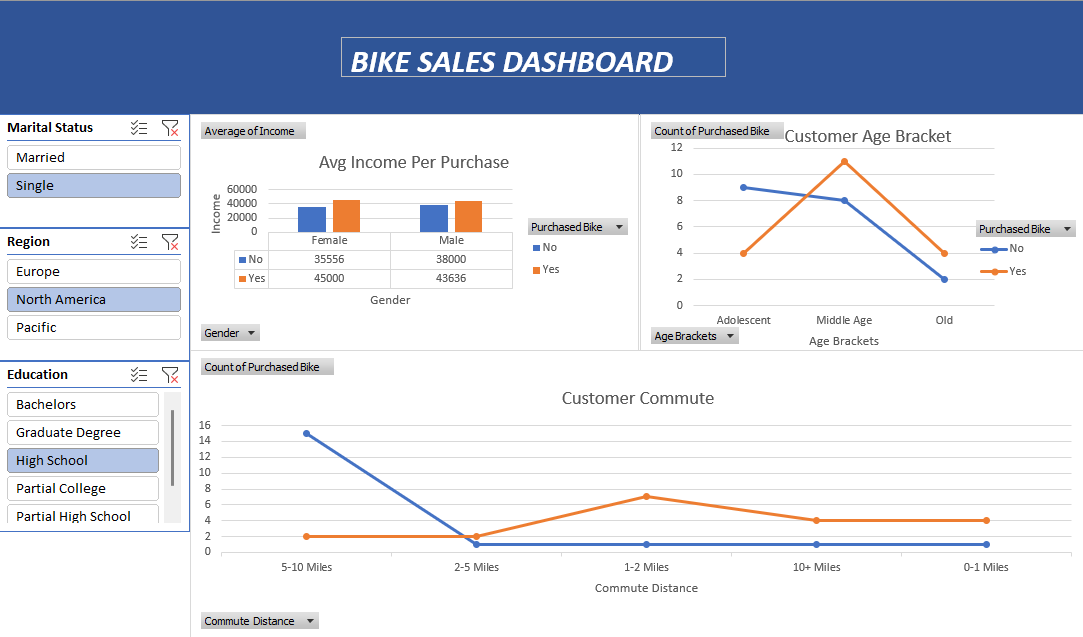 BIKE SALES DASHBOARD
Marital Status
Married
Single
Region
Europe
North America
Pacific
Education
Bachelors
Graduate Degree
High School
Partial College
Partial High School
Average of Income
Avg Income Per Purchase
Income
60000
40000
20000
0
Female Male
No 35556 38000
Yes 45000 43636
Gender
Purchased Bike
No
Yes
Gender
Count of Purchased Bike
Customer Age Bracket
12
10
8
6
4
2
0
Adolescent Middle Age Old
Age Brackets
Purchased Bike
No
Yes
Age Brackets
Count of Purchased Bike
Customer Commute
16
14
12
10
8
6
4
2
0
5-10 Miles 2-5 Miles 1-2 Miles 10+ Miles 0-1 Miles
Commute Distance
Commute Distance